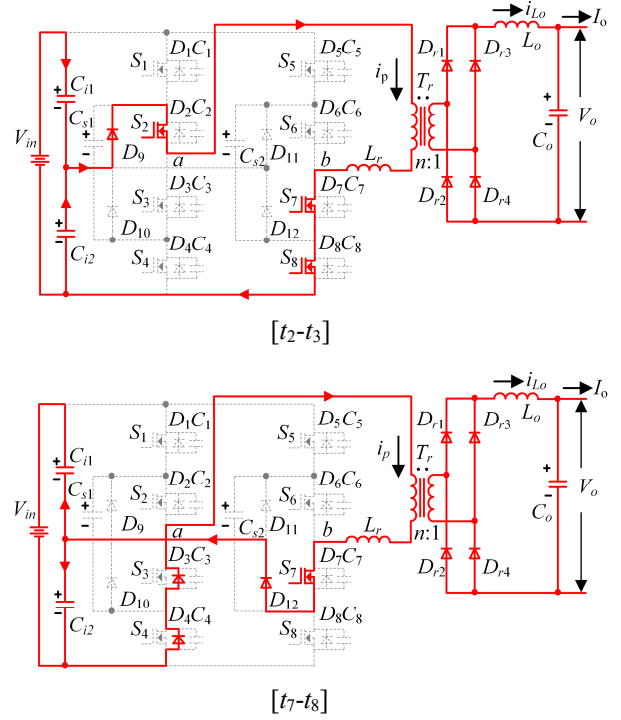 i_Lo I_o
D_1C_1 D_5C_5 D_r1 D_r3 L_o
S_1 S_5
C_i1 i_p T_r
C_s1 D_2C_2 D_6C_6
V_in S_2 S_6 C_o V_o
D_9 a C_s2 D_11 b L_r n:1
D_3C_3 D_7C_7
S_3 S_7 D_r2 D_r4
D_10 D_12
C_i2 D_4C_4 D_8C_8
S_4 S_8
[t_2-t_3]
i_Lo I_o
D_1C_1 D_5C_5 D_r1 D_r3 L_o
S_1 S_5
C_i1 i_p T_r
C_s1 D_2C_2 D_6C_6
V_in S_2 S_6 C_o V_o
D_9 a C_s2 D_11 b L_r n:1
D_3C_3 D_7C_7
S_3 S_7 D_r2 D_r4
D_10 D_12
C_i2 D_4C_4 D_8C_8
S_4 S_8
[t_7-t_8]